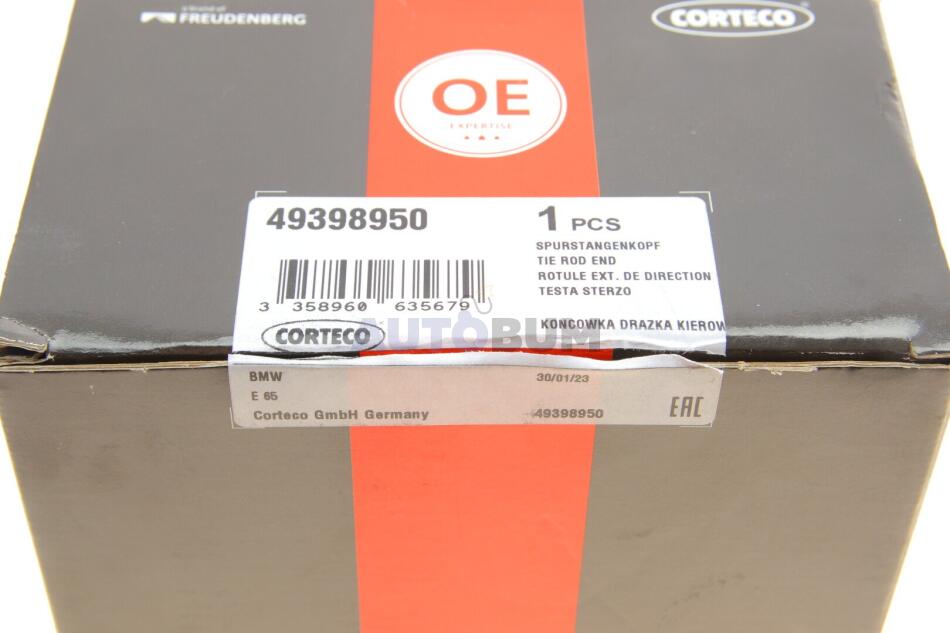 a brand of
FREUDENBERG
CORTECO
OE
EXPERTISE
49398950
1 PCS
SPURSTANGENKOPF
TIE ROD END
ROTULE EXT. DE DIRECTION
TESTA STERZO
3 358960 635679
KONCOWKA DRAZKA KIEROW
CORTECO
AUTOBUM
BMW
30/01/23
E 65
Corteco GmbH Germany
49398950
EAC